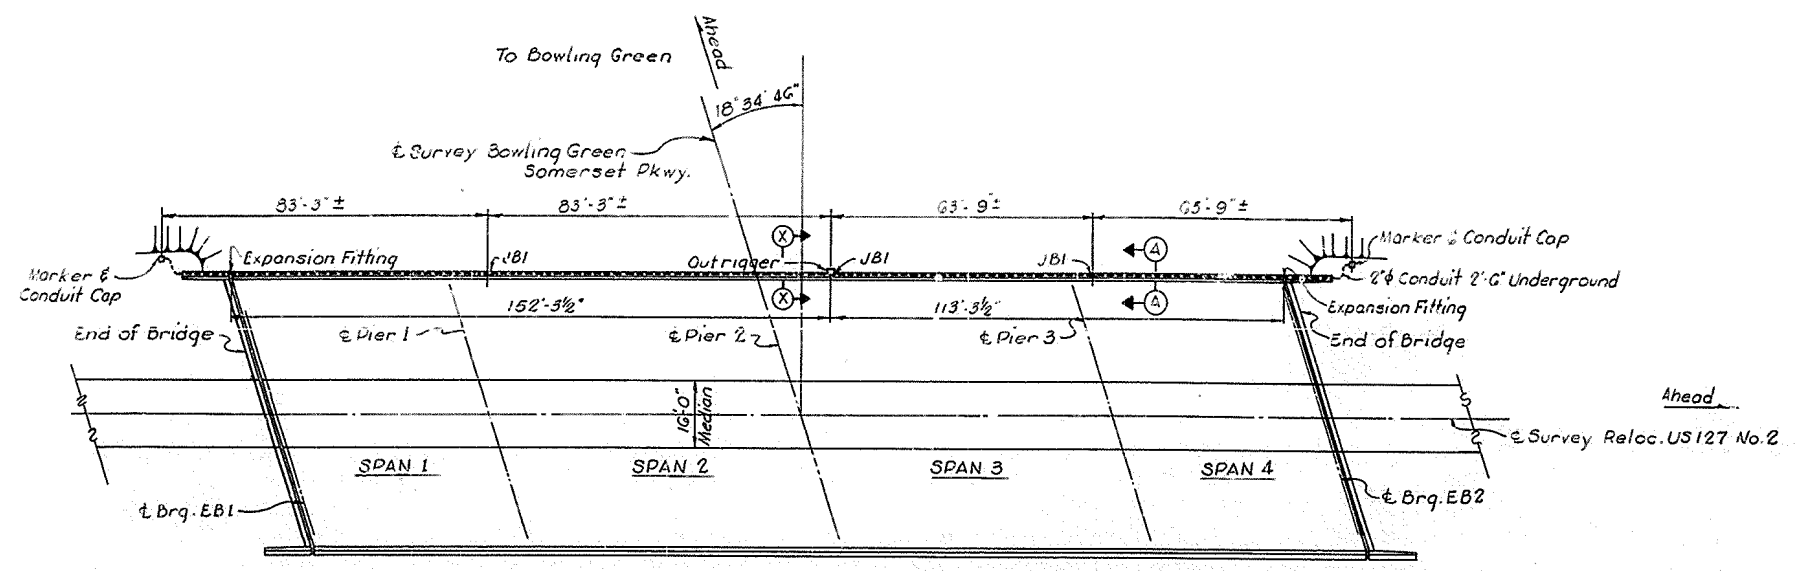 Ahead
To Bowling Green
18° 34' 46"
℄ Survey Bowling Green
Somerset Pkwy.
83'-3" ±
83'-3" ±
63'-9" ±
65'-9" ±
X
A
Marker & Conduit Cap
Expansion Fitting
JB1
Outrigger
JB1
JB1
Marker &
Conduit Cap
2"φ Conduit 2'-6" Underground
X
A
152'-3½"
113'-3½"
Expansion Fitting
End of Bridge
℄ Pier 1
℄ Pier 2
℄ Pier 3
End of Bridge
16'-0"
Median
Ahead
℄ Survey Reloc. US127 No.2
SPAN 1
SPAN 2
SPAN 3
SPAN 4
℄ Brg. EB1
℄ Brg. EB2